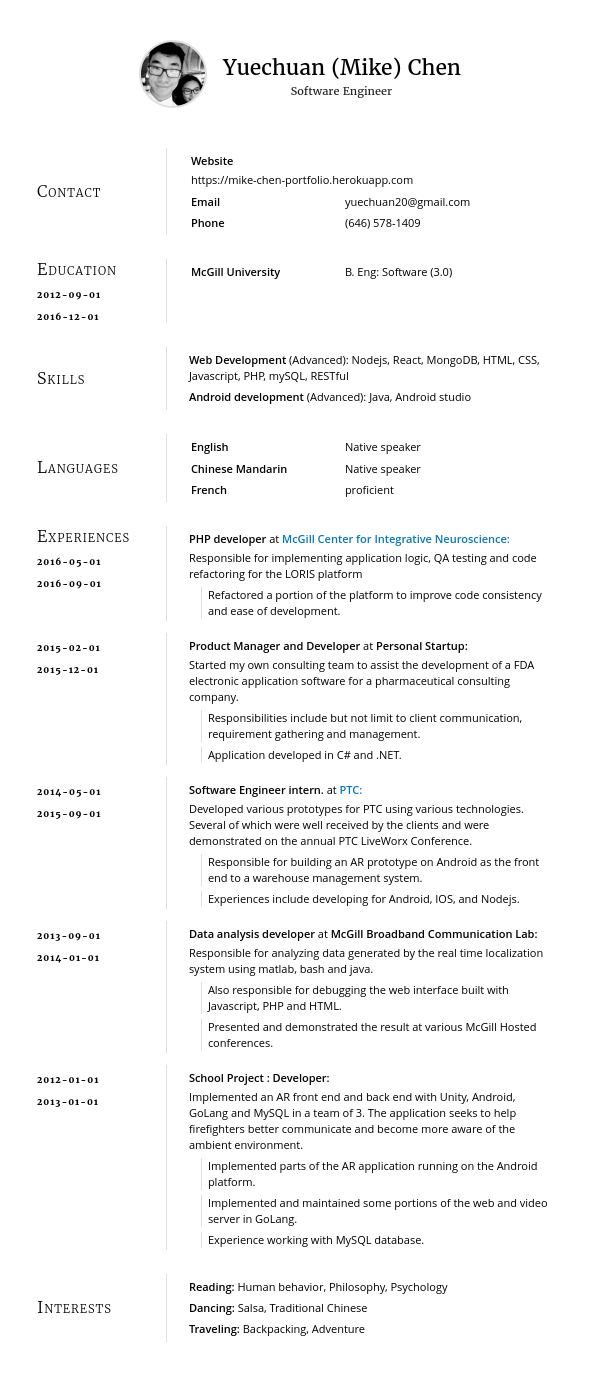 Yuechuan (Mike) Chen
Software Engineer
Contact
Website
https://mike-chen-portfolio.herokuapp.com
Email yuechuan20@gmail.com
Phone (646) 578-1409
Education
2012-09-01
2016-12-01
McGill University B. Eng: Software (3.0)
Skills
Web Development (Advanced): Nodejs, React, MongoDB, HTML, CSS,
Javascript, PHP, mySQL, RESTful
Android development (Advanced): Java, Android studio
Languages
English Native speaker
Chinese Mandarin Native speaker
French proficient
Experiences
2016-05-01
2016-09-01
PHP developer at McGill Center for Integrative Neuroscience:
Responsible for implementing application logic, QA testing and code
refactoring for the LORIS platform
Refactored a portion of the platform to improve code consistency
and ease of development.
2015-02-01
2015-12-01
Product Manager and Developer at Personal Startup:
Started my own consulting team to assist the development of a FDA
electronic application software for a pharmaceutical consulting
company.
Responsibilities include but not limit to client communication,
requirement gathering and management.
Application developed in C# and .NET.
2014-05-01
2015-09-01
Software Engineer intern. at PTC:
Developed various prototypes for PTC using various technologies.
Several of which were well received by the clients and were
demonstrated on the annual PTC LiveWorx Conference.
Responsible for building an AR prototype on Android as the front
end to a warehouse management system.
Experiences include developing for Android, IOS, and Nodejs.
2013-09-01
2014-01-01
Data analysis developer at McGill Broadband Communication Lab:
Responsible for analyzing data generated by the real time localization
system using matlab, bash and java.
Also responsible for debugging the web interface built with
Javascript, PHP and HTML.
Presented and demonstrated the result at various McGill Hosted
conferences.
2012-01-01
2013-01-01
School Project : Developer:
Implemented an AR front end and back end with Unity, Android,
GoLang and MySQL in a team of 3. The application seeks to help
firefighters better communicate and become more aware of the
ambient environment.
Implemented parts of the AR application running on the Android
platform.
Implemented and maintained some portions of the web and video
server in GoLang.
Experience working with MySQL database.
Interests
Reading: Human behavior, Philosophy, Psychology
Dancing: Salsa, Traditional Chinese
Traveling: Backpacking, Adventure